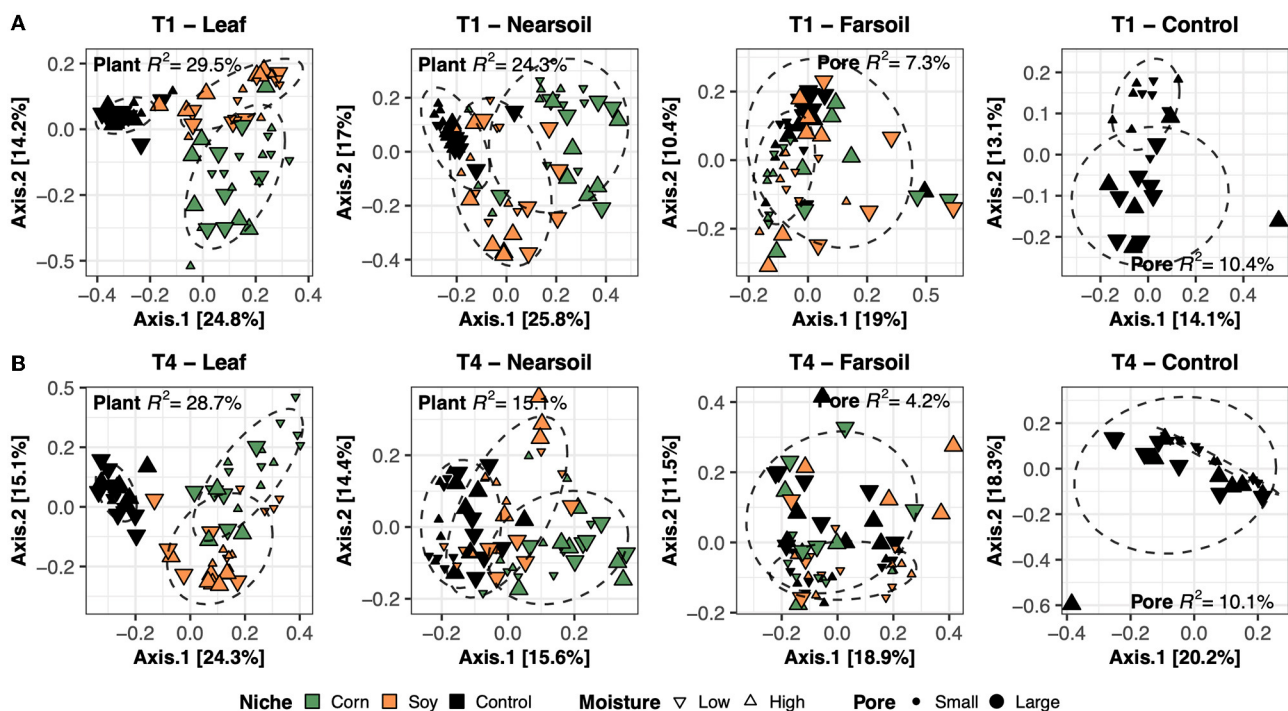 A
T1 – Leaf
T1 – Nearsoil
T1 – Farsoil
T1 – Control
Plant R²= 29.5%
Plant R²= 24.3%
Pore R²= 7.3%
Pore R²= 10.4%
Axis.2 [14.2%]
0.2
0.0
−0.2
−0.5
Axis.2 [17%]
0.2
0.0
−0.2
−0.4
Axis.2 [10.4%]
0.2
0.0
−0.2
Axis.2 [13.1%]
0.2
0.1
0.0
−0.1
−0.2
−0.4 −0.2 0.0 0.2 0.4
−0.2 0.0 0.2 0.4
−0.2 0.0 0.2 0.5
−0.2 0.0 0.2 0.4
Axis.1 [24.8%]
Axis.1 [25.8%]
Axis.1 [19%]
Axis.1 [14.1%]
B
T4 – Leaf
T4 – Nearsoil
T4 – Farsoil
T4 – Control
Plant R²= 28.7%
Plant R²=
Pore R²= 4.2%
Pore R²= 10.1%
Axis.2 [15.1%]
0.5
0.2
0.0
−0.2
Axis.2 [14.4%]
0.2
0.0
−0.2
Axis.2 [11.5%]
0.4
0.2
0.0
−0.2
Axis.2 [18.3%]
0.2
0.0
−0.2
−0.4
−0.6
−0.2 0.0 0.2 0.4
−0.2 0.0 0.2
−0.2 0.0 0.2 0.4
−0.4 −0.2 0.0 0.2
Axis.1 [24.3%]
Axis.1 [15.6%]
Axis.1 [18.9%]
Axis.1 [20.2%]
Niche Corn Soy Control Moisture Low High Pore Small Large